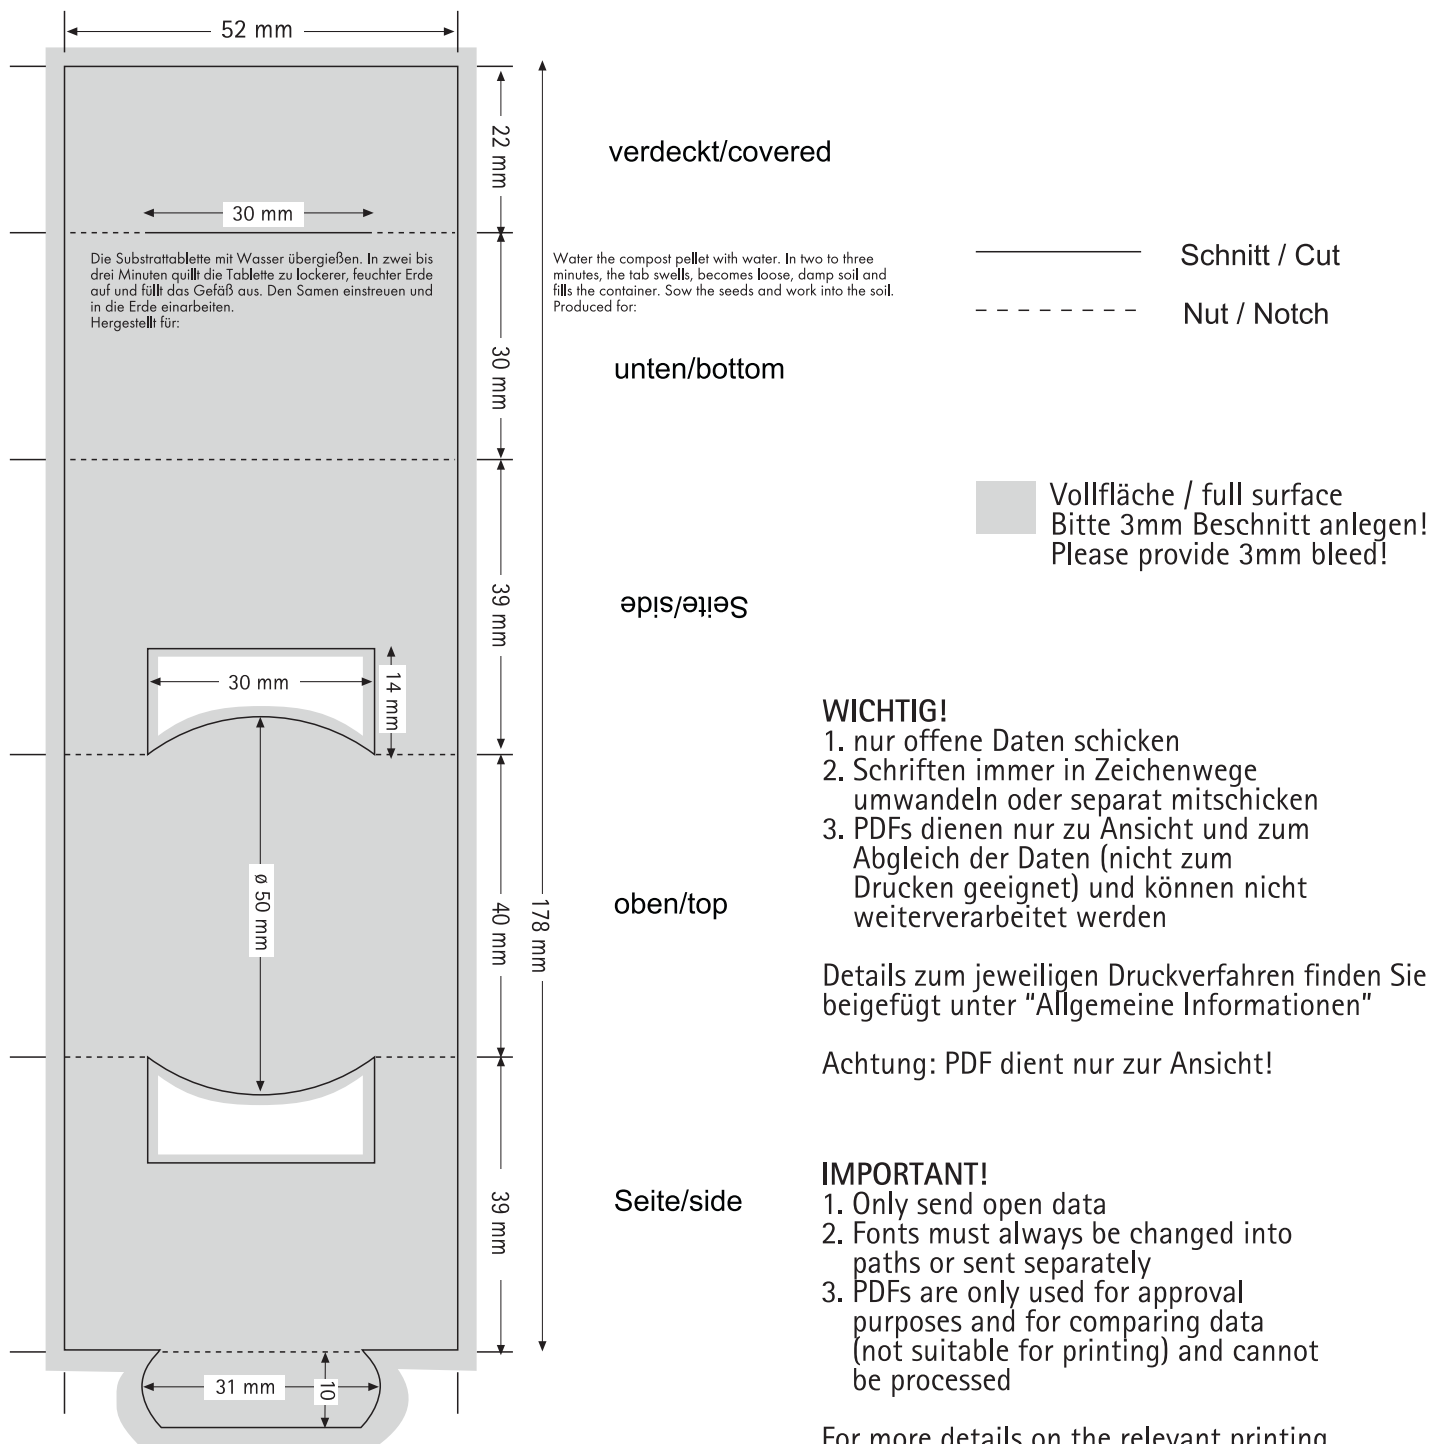 52 mm
22 mm
verdeckt/covered
30 mm
Die Substrattablette mit Wasser übergießen. In zwei bis
drei Minuten quillt die Tablette zu lockerer, feuchter Erde
auf und füllt das Gefäß aus. Den Samen einstreuen und
in die Erde einarbeiten.
Hergestellt für:
Water the compost pellet with water. In two to three
minutes, the tab swells, becomes loose, damp soil and
fills the container. Sow the seeds and work into the soil.
Produced for:
Schnitt / Cut
Nut / Notch
30 mm
unten/bottom
Vollfläche / full surface
Bitte 3mm Beschnitt anlegen!
Please provide 3mm bleed!
39 mm
Seite/side
30 mm
14 mm
WICHTIG!
1. nur offene Daten schicken
2. Schriften immer in Zeichenwege
umwandeln oder separat mitschicken
3. PDFs dienen nur zu Ansicht und zum
Abgleich der Daten (nicht zum
Drucken geeignet) und können nicht
weiterverarbeitet werden
ø 50 mm
40 mm
178 mm
oben/top
Details zum jeweiligen Druckverfahren finden Sie
beigefügt unter "Allgemeine Informationen"
Achtung: PDF dient nur zur Ansicht!
39 mm
Seite/side
IMPORTANT!
1. Only send open data
2. Fonts must always be changed into
paths or sent separately
3. PDFs are only used for approval
purposes and for comparing data
(not suitable for printing) and cannot
be processed
31 mm
10
For more details on the relevant printing